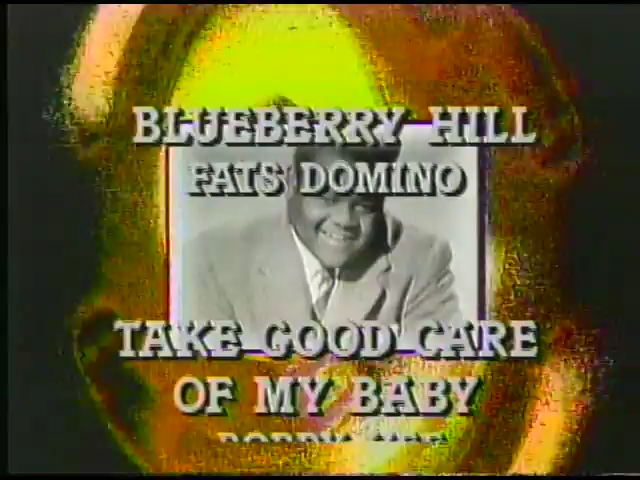 BLUEBERRY HILL
FATS DOMINO
TAKE GOOD CARE
OF MY BABY